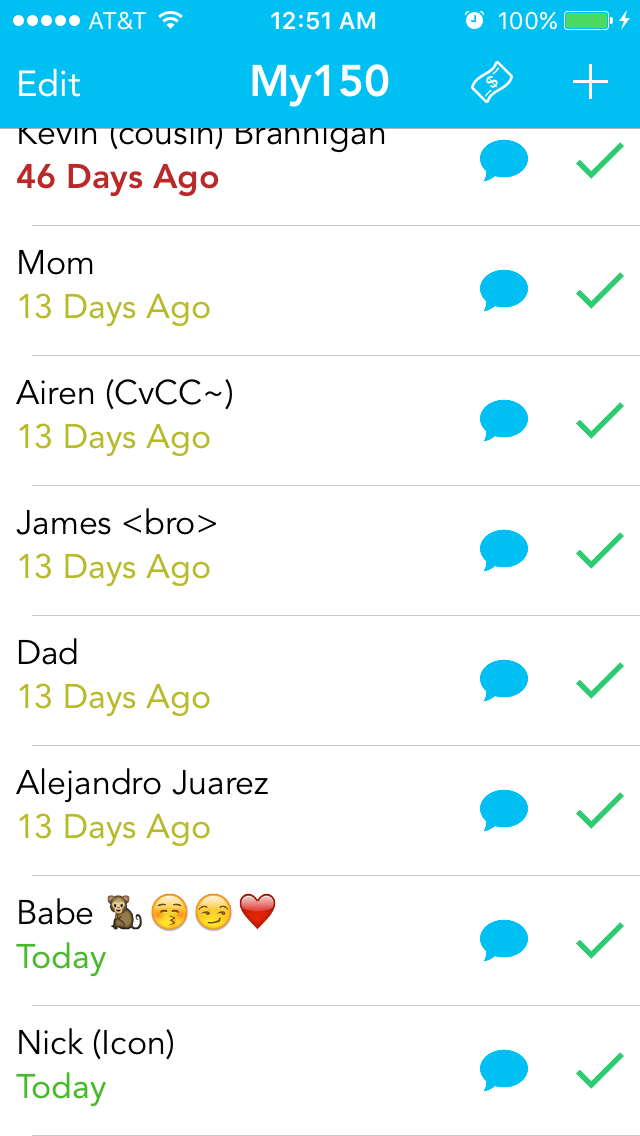 AT&T 12:51 AM 100%
Edit My150
Kevin (cousin) Brannigan
46 Days Ago
Mom
13 Days Ago
Airen (CvCC~)
13 Days Ago
James <bro>
13 Days Ago
Dad
13 Days Ago
Alejandro Juarez
13 Days Ago
Babe 🐒😚😏❤️
Today
Nick (Icon)
Today